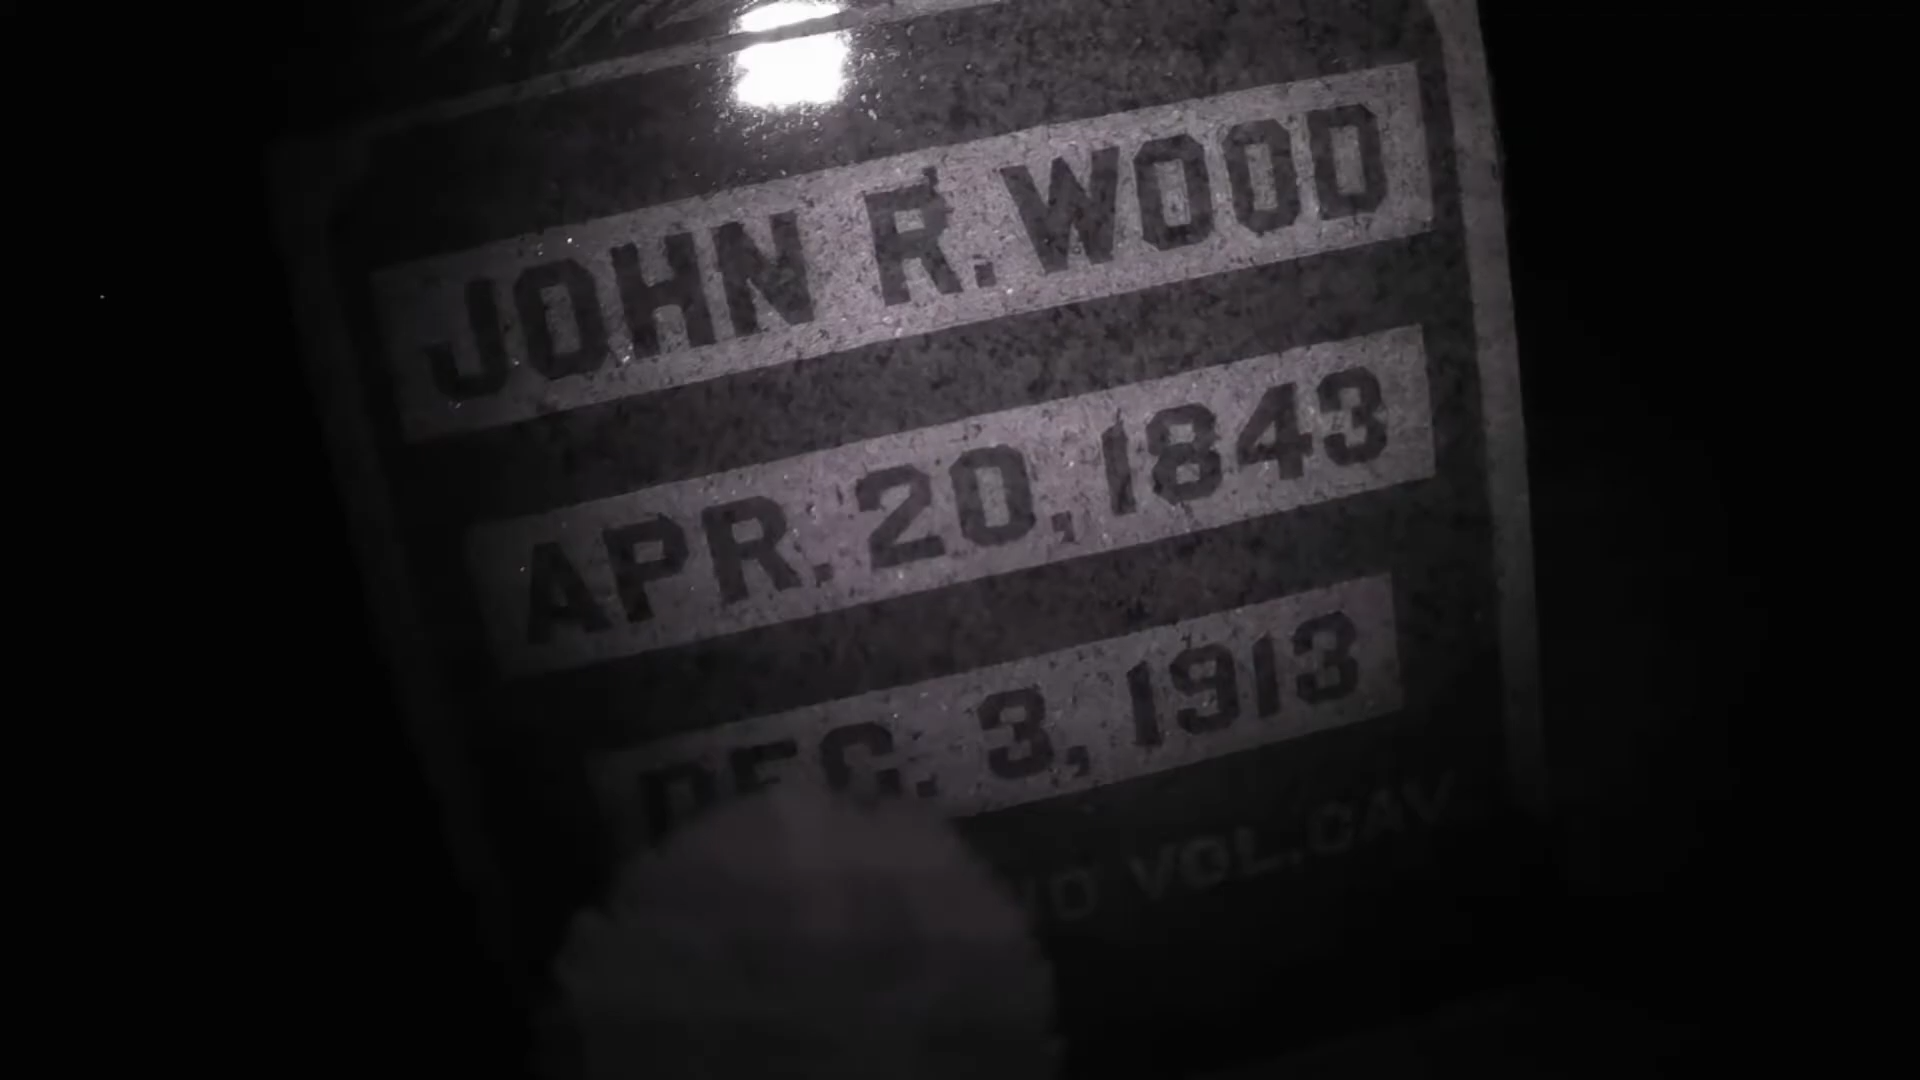 JOHN R. WOOD
APR. 20, 1843
DEC. 3, 1913
VOL. CAV.